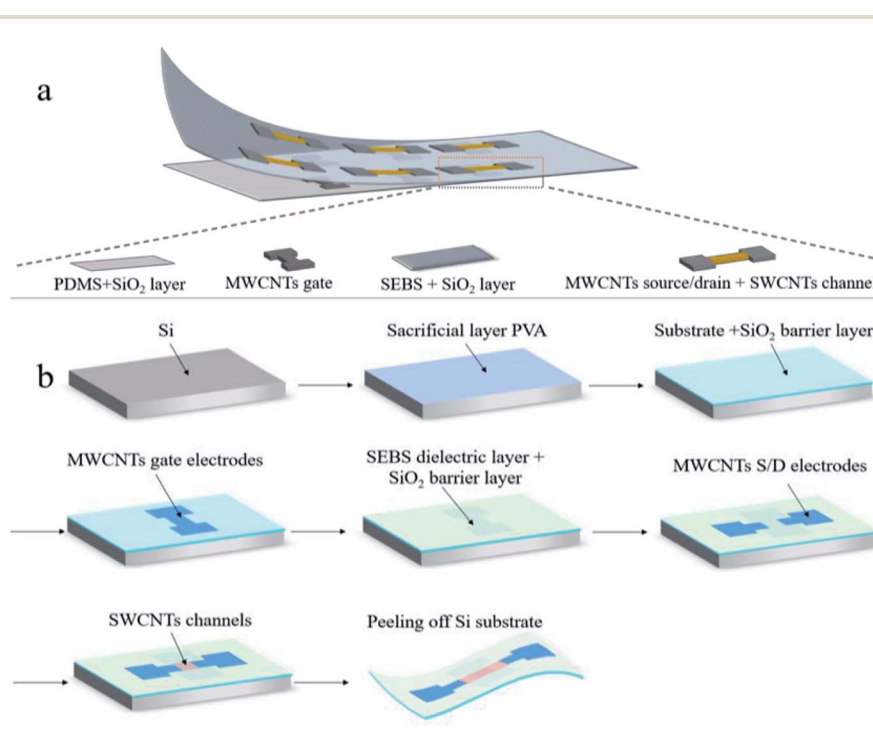 a
PDMS+SiO₂ layer
MWCNTs gate
SEBS + SiO₂ layer
MWCNTs source/drain + SWCNTs channe
b
Si
Sacrificial layer PVA
Substrate +SiO₂ barrier layer
MWCNTs gate electrodes
SEBS dielectric layer +
SiO₂ barrier layer
MWCNTs S/D electrodes
SWCNTs channels
Peeling off Si substrate